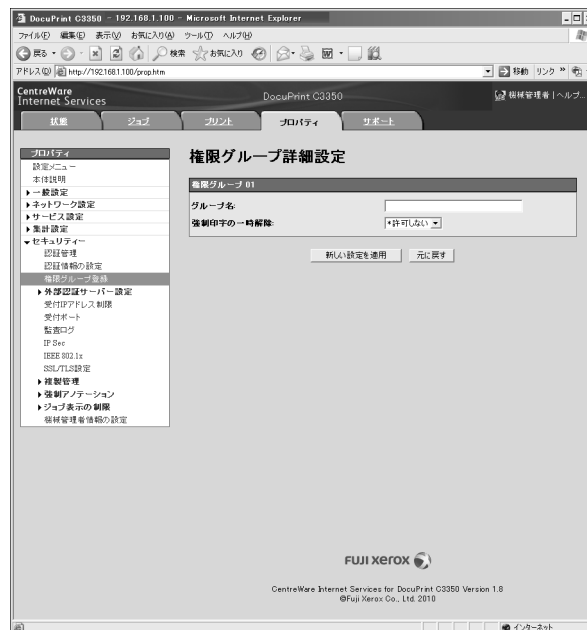 DocuPrint C3350 - 192.168.1.100 - Microsoft Internet Explorer
ファイル(F) 編集(E) 表示(V) お気に入り(A) ツール(T) ヘルプ(H)
戻る 検索 お気に入り
アドレス(D) http://192.168.1.100/prop.htm 移動 リンク »
CentreWare
Internet Services
DocuPrint C3350
機械管理者 | ヘルプ...
状態 ジョブ プリント プロパティ サポート
プロパティ
設定メニュー
本体説明
一般設定
ネットワーク設定
サービス設定
集計設定
セキュリティー
認証管理
認証情報の設定
権限グループ登録
外部認証サーバー設定
受付IPアドレス制限
受付ポート
監査ログ
IP Sec
IEEE 802.1x
SSL/TLS設定
複製管理
強制アノテーション
ジョブ表示の制限
機械管理者情報の設定
権限グループ詳細設定
権限グループ 01
グループ名:
強制印字の一時解除: *許可しない
新しい設定を適用 元に戻す
FUJI XEROX
CentreWare Internet Services for DocuPrint C3350 Version 1.8
©Fuji Xerox Co., Ltd. 2010
インターネット